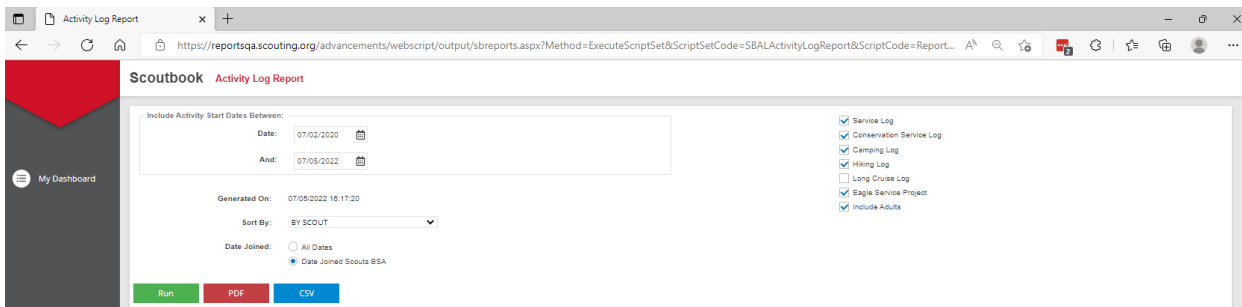 Activity Log Report
https://reportsqa.scouting.org/advancements/webscript/output/sbreports.aspx?Method=ExecuteScriptSet&ScriptSetCode=SBALActivityLogReport&ScriptCode=Report...
2
Scoutbook Activity Log Report
My Dashboard
Include Activity Start Dates Between:
Date: 07/02/2020
And: 07/05/2022
Generated On: 07/05/2022 16:17:20
Sort By: BY SCOUT
Date Joined: All Dates
Date Joined Scouts BSA
Run PDF CSV
Service Log
Conservation Service Log
Camping Log
Hiking Log
Long Cruise Log
Eagle Service Project
Include Adults